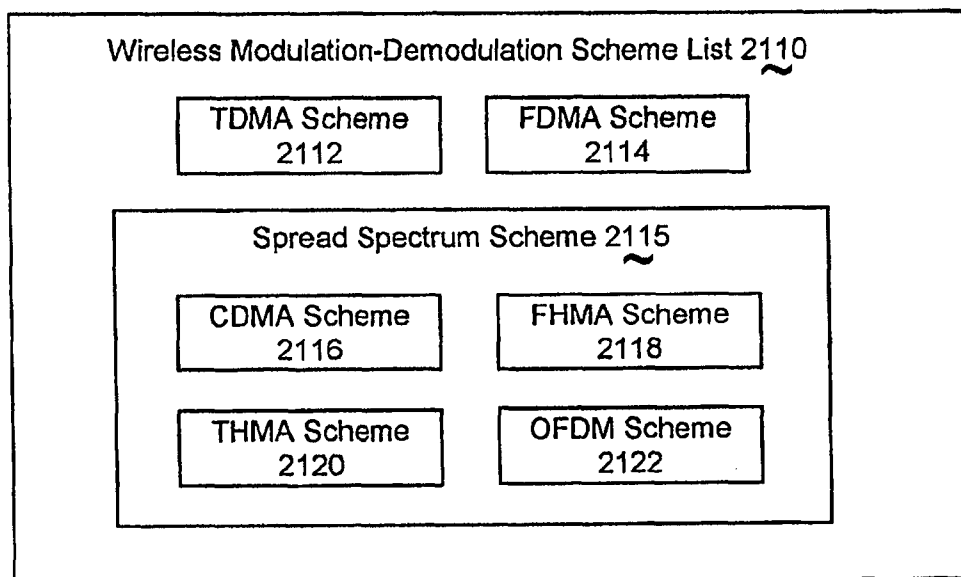 Wireless Modulation-Demodulation Scheme List 2110
TDMA Scheme
2112
FDMA Scheme
2114
Spread Spectrum Scheme 2115
CDMA Scheme
2116
FHMA Scheme
2118
THMA Scheme
2120
OFDM Scheme
2122